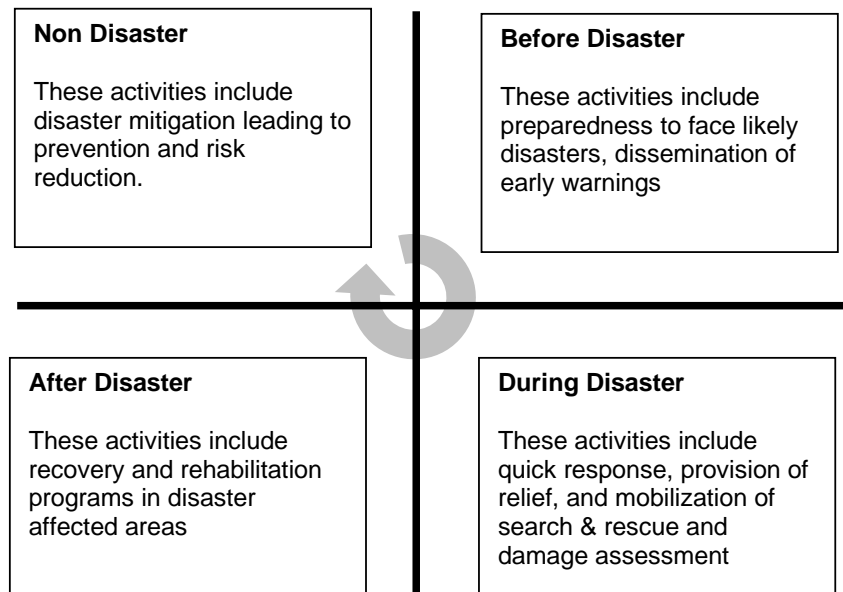 Non Disaster
These activities include
disaster mitigation leading to
prevention and risk
reduction.
Before Disaster
These activities include
preparedness to face likely
disasters, dissemination of
early warnings
After Disaster
These activities include
recovery and rehabilitation
programs in disaster
affected areas
During Disaster
These activities include
quick response, provision of
relief, and mobilization of
search & rescue and
damage assessment